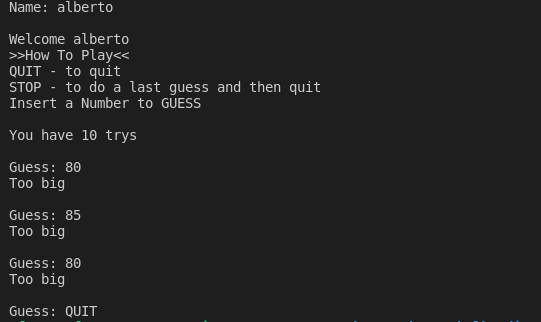 Name: alberto
Welcome alberto
>>How To Play<<
QUIT - to quit
STOP - to do a last guess and then quit
Insert a Number to GUESS
You have 10 trys
Guess: 80
Too big
Guess: 85
Too big
Guess: 80
Too big
Guess: QUIT